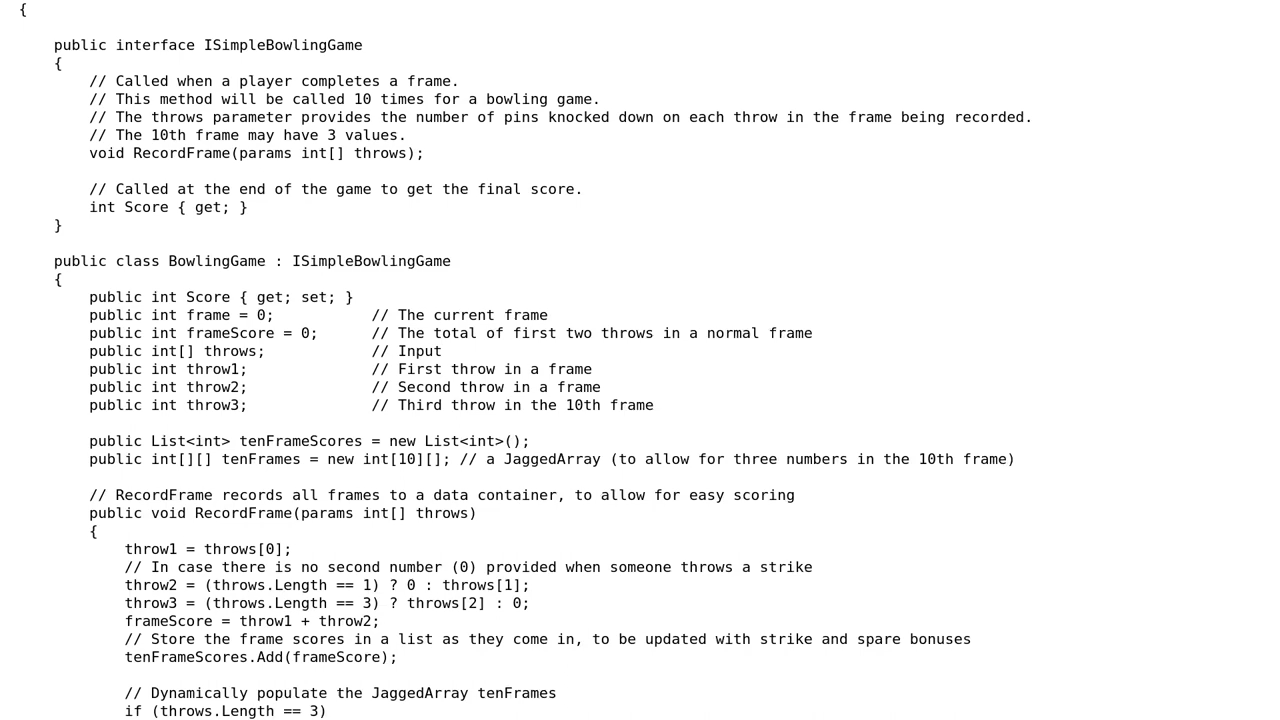 {
public interface ISimpleBowlingGame
{
// Called when a player completes a frame.
// This method will be called 10 times for a bowling game.
// The throws parameter provides the number of pins knocked down on each throw in the frame being recorded.
// The 10th frame may have 3 values.
void RecordFrame(params int[] throws);
// Called at the end of the game to get the final score.
int Score { get; }
}
public class BowlingGame : ISimpleBowlingGame
{
public int Score { get; set; }
public int frame = 0; // The current frame
public int frameScore = 0; // The total of first two throws in a normal frame
public int[] throws; // Input
public int throw1; // First throw in a frame
public int throw2; // Second throw in a frame
public int throw3; // Third throw in the 10th frame
public List<int> tenFrameScores = new List<int>();
public int[][] tenFrames = new int[10][]; // a JaggedArray (to allow for three numbers in the 10th frame)
// RecordFrame records all frames to a data container, to allow for easy scoring
public void RecordFrame(params int[] throws)
{
throw1 = throws[0];
// In case there is no second number (0) provided when someone throws a strike
throw2 = (throws.Length == 1) ? 0 : throws[1];
throw3 = (throws.Length == 3) ? throws[2] : 0;
frameScore = throw1 + throw2;
// Store the frame scores in a list as they come in, to be updated with strike and spare bonuses
tenFrameScores.Add(frameScore);
// Dynamically populate the JaggedArray tenFrames
if (throws.Length == 3)